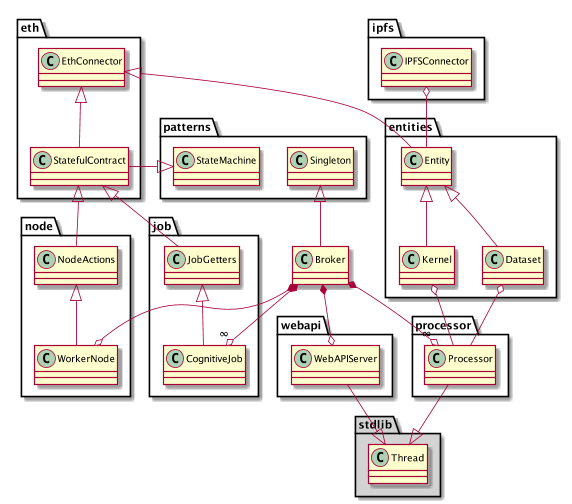 eth
ipfs
C EthConnector
C IPFSConnector
patterns
entities
C StatefulContract
C StateMachine
C Singleton
C Entity
node
job
C NodeActions
C JobGetters
C Broker
C Kernel
C Dataset
webapi
processor
∞
∞
C WorkerNode
C CognitiveJob
C WebAPIServer
C Processor
stdlib
C Thread